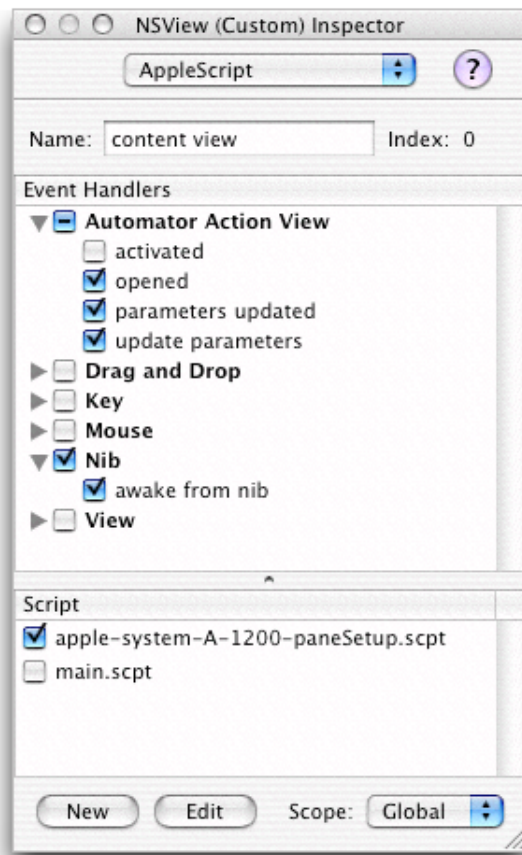 NSView (Custom) Inspector
AppleScript
?
Name: content view Index: 0
Event Handlers
Automator Action View
activated
opened
parameters updated
update parameters
Drag and Drop
Key
Mouse
Nib
awake from nib
View
Script
apple-system-A-1200-paneSetup.scpt
main.scpt
New Edit Scope: Global